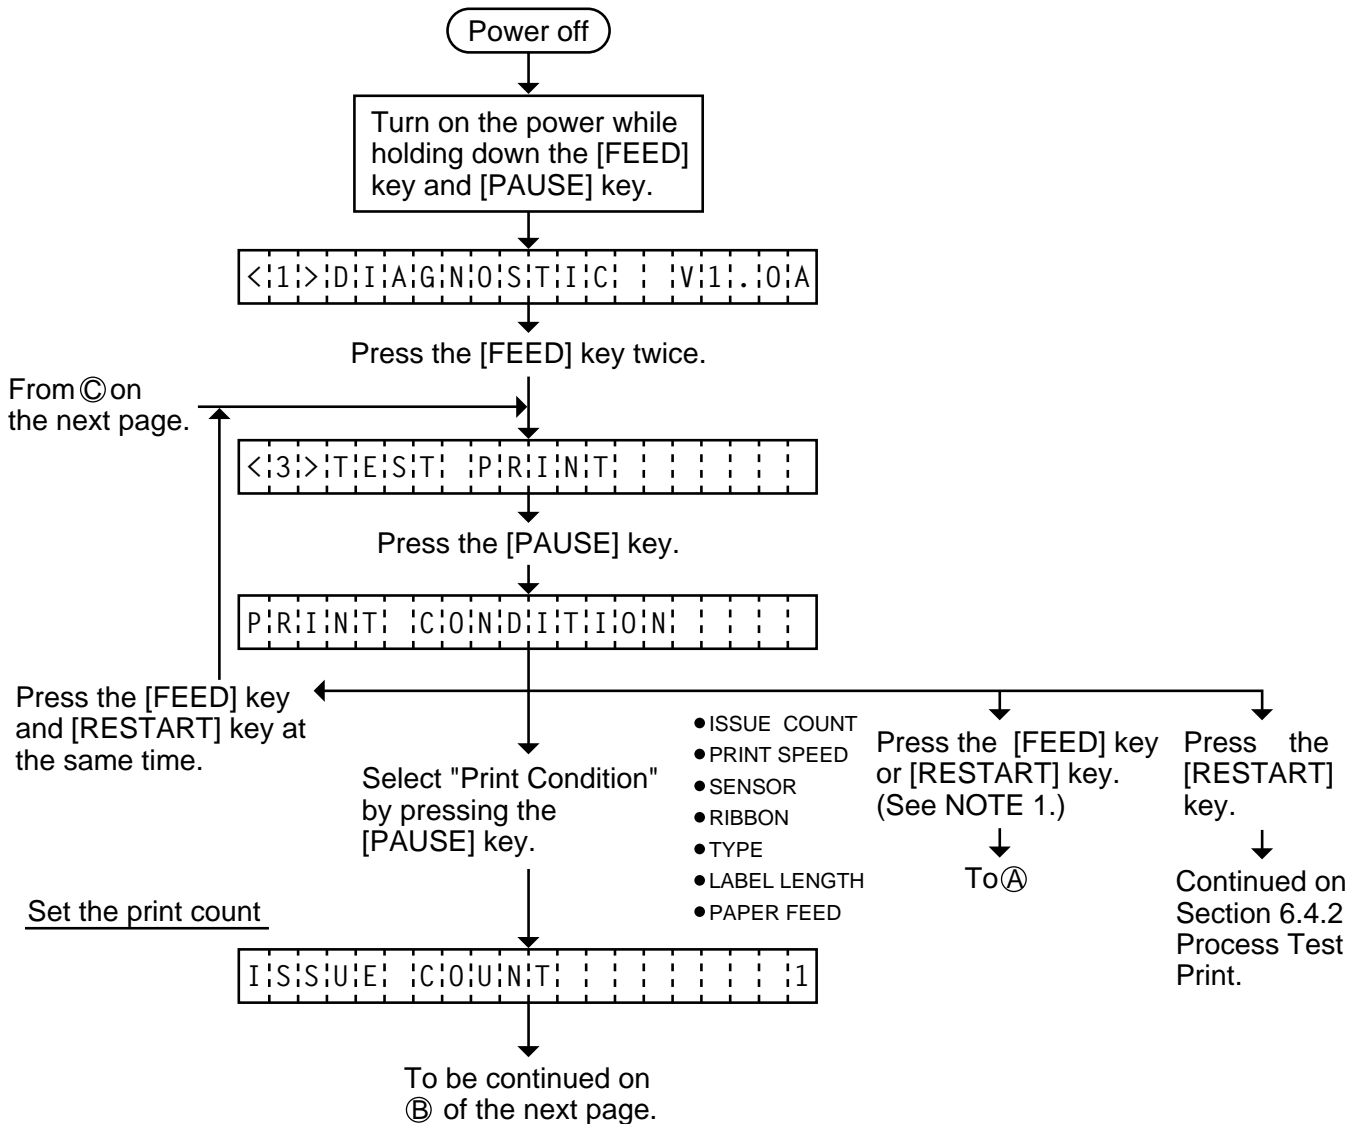 Power off
Turn on the power while
holding down the [FEED]
key and [PAUSE] key.
<1>DIAGNOSTIC  V1.0A
Press the [FEED] key twice.
From Ⓒ on
the next page.
<3>TEST PRINT
Press the [PAUSE] key.
PRINT CONDITION
Press the [FEED] key
and [RESTART] key at
the same time.
Select "Print Condition"
by pressing the
[PAUSE] key.
●ISSUE COUNT
●PRINT SPEED
●SENSOR
●RIBBON
●TYPE
●LABEL LENGTH
●PAPER FEED
Press the [FEED] key
or [RESTART] key.
(See NOTE 1.)
To Ⓐ
Press the
[RESTART]
key.
Continued on
Section 6.4.2
Process Test
Print.
Set the print count
ISSUE COUNT        1
To be continued on
Ⓑ of the next page.